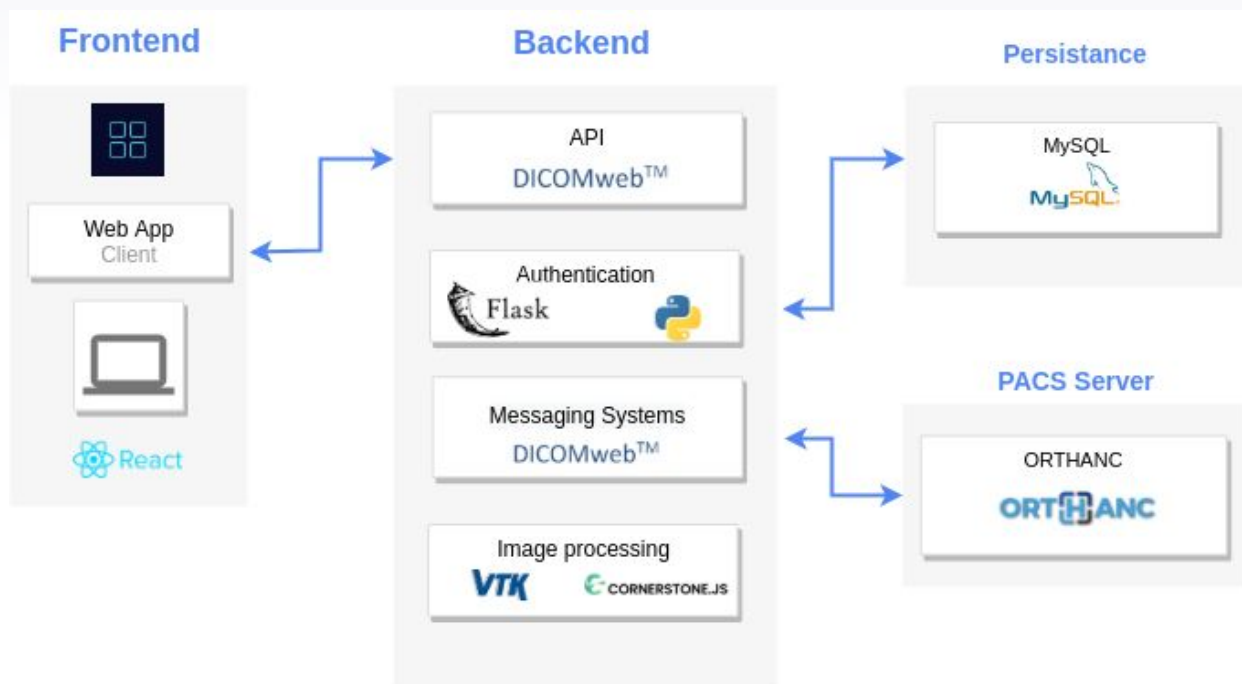 Frontend
Web App
Client
React
Backend
API
DICOMweb™
Authentication
Flask
Messaging Systems
DICOMweb™
Image processing
VTK
CORNERSTONE.JS
Persistance
MySQL
MySQL
PACS Server
ORTHANC
ORTHANC